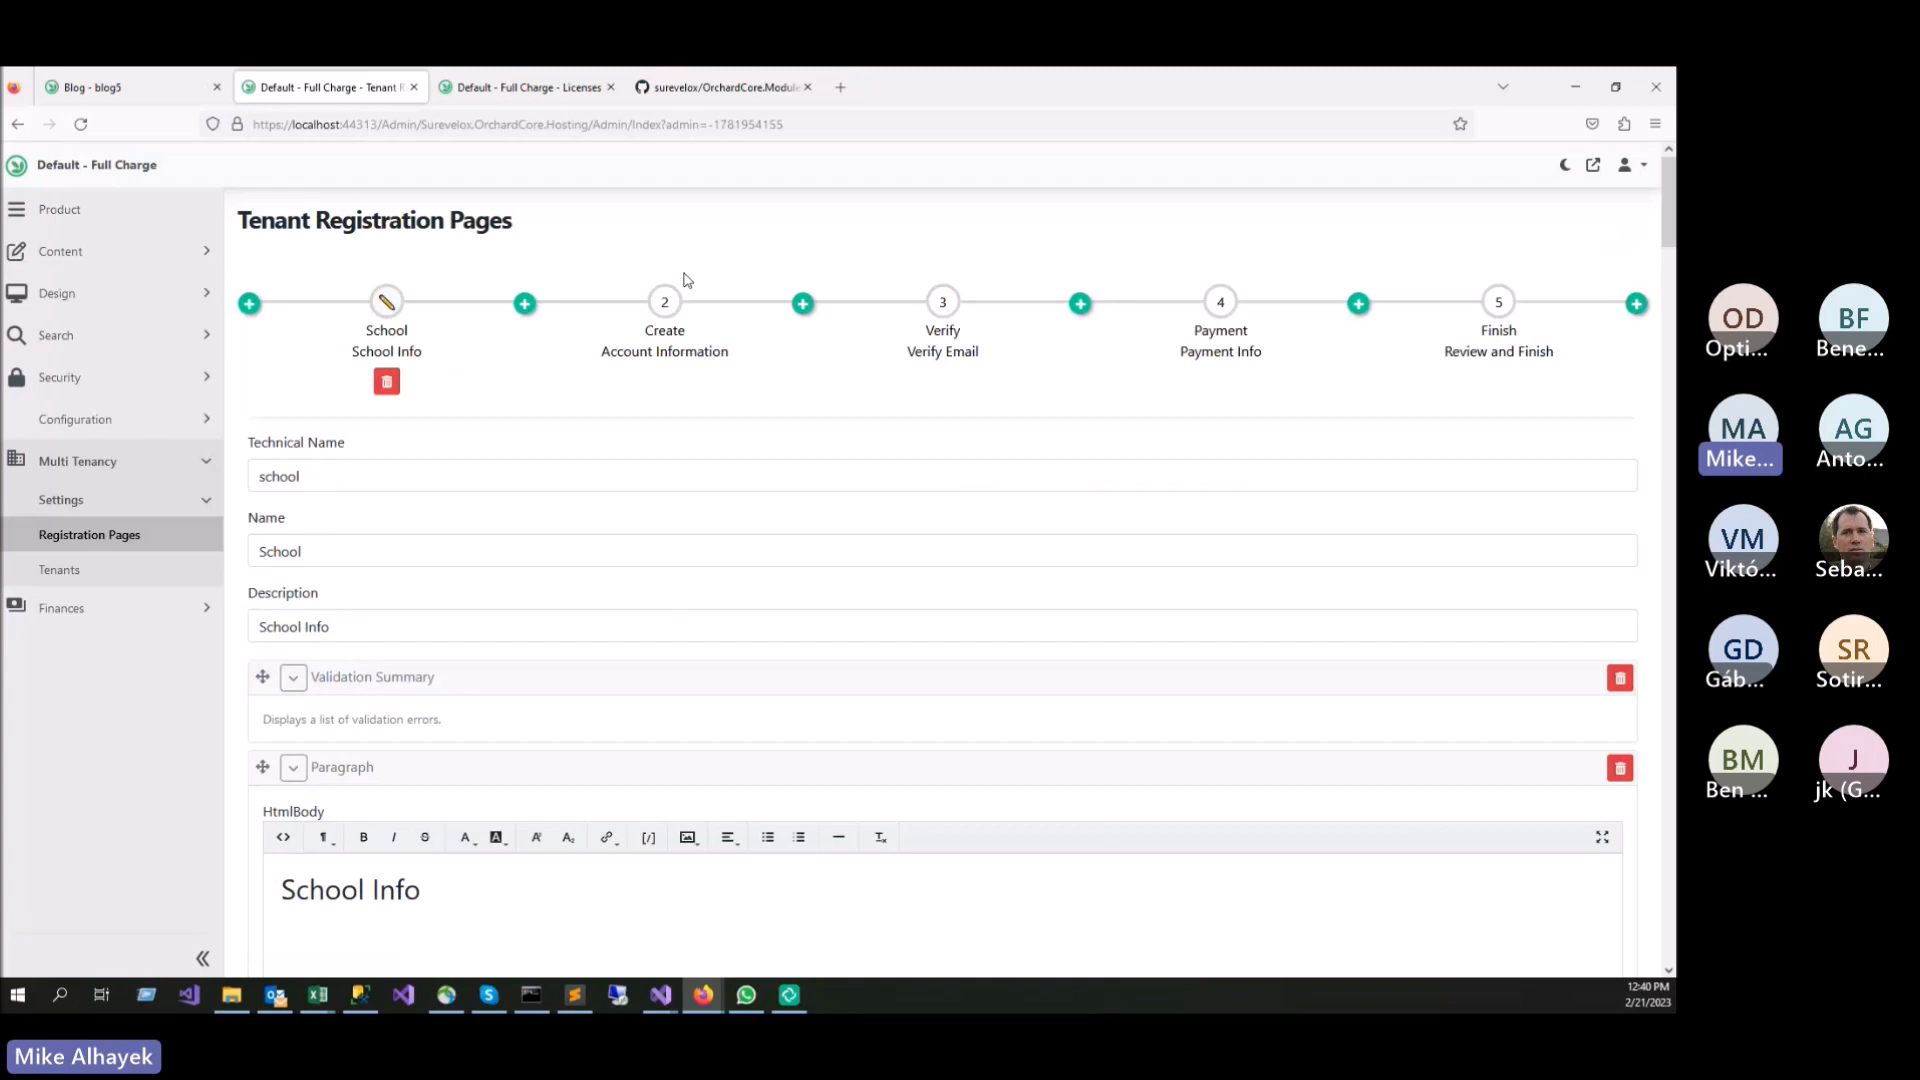 Blog - blog5
Default - Full Charge - Tenant R
Default - Full Charge - Licenses
surevelox/OrchardCore.Module
https://localhost:44313/Admin/Surevelox.OrchardCore.Hosting/Admin/Index?admin=-1781954155
Default - Full Charge
Product
Content
Design
Search
Security
Configuration
Multi Tenancy
Settings
Registration Pages
Tenants
Finances
Tenant Registration Pages
2
3
4
5
School
Create
Verify
Payment
Finish
School Info
Account Information
Verify Email
Payment Info
Review and Finish
Technical Name
school
Name
School
Description
School Info
Validation Summary
Displays a list of validation errors.
Paragraph
HtmlBody
School Info
12:40 PM
2/21/2023
OD
Opti...
BF
Bene...
MA
Mike...
AG
Anto...
VM
Viktó...
Seba...
GD
Gáb...
SR
Sotir...
BM
Ben ...
J
jk (G...
Mike Alhayek